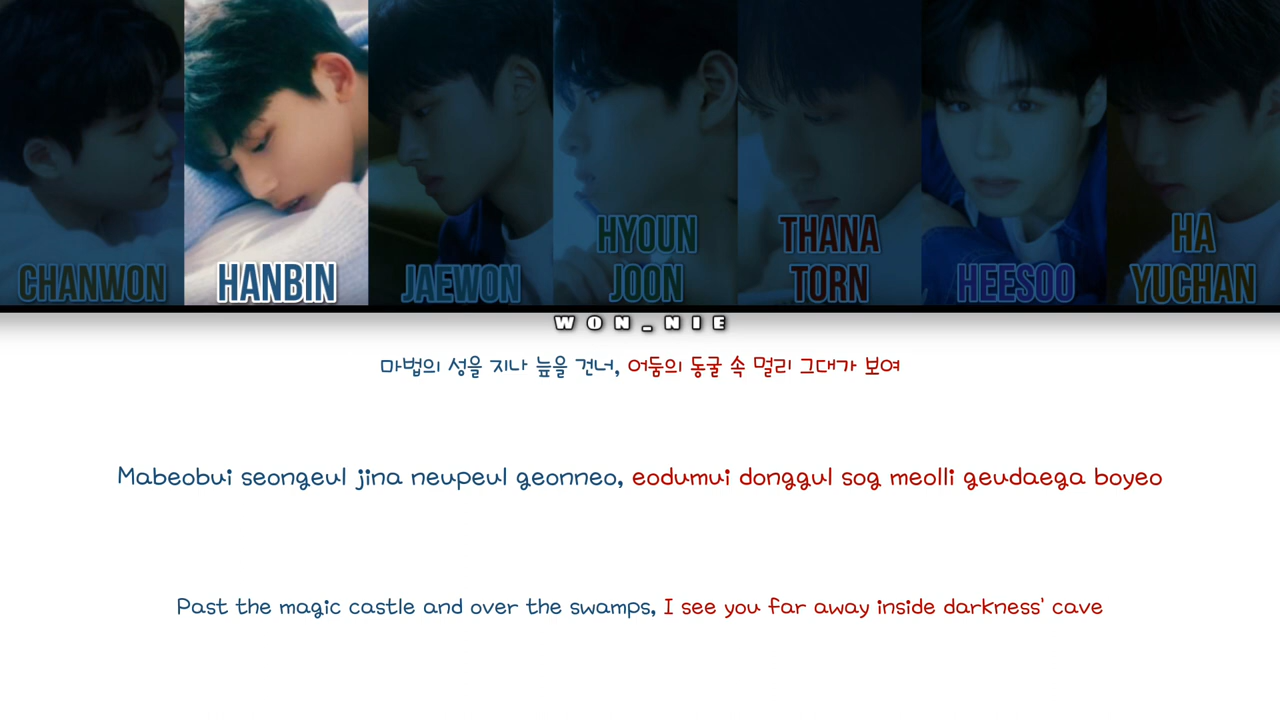 CHANWON
HANBIN
JAEWON
HYOUN
JOON
THANA
TORN
HEESOO
HA
YUCHAN
WON_NIE
마법의 성을 지나 늪을 건너, 어둠의 동굴 속 멀리 그대가 보여
Mabeobui seongeul jina neupeul geonneo, eodumui donggul sog meolli geudaega boyeo
Past the magic castle and over the swamps, I see you far away inside darkness' cave